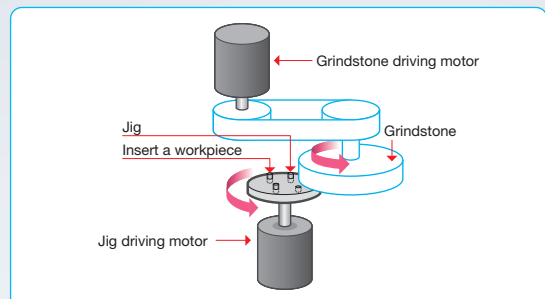 Grindstone driving motor
Jig
Grindstone
Insert a workpiece
Jig driving motor